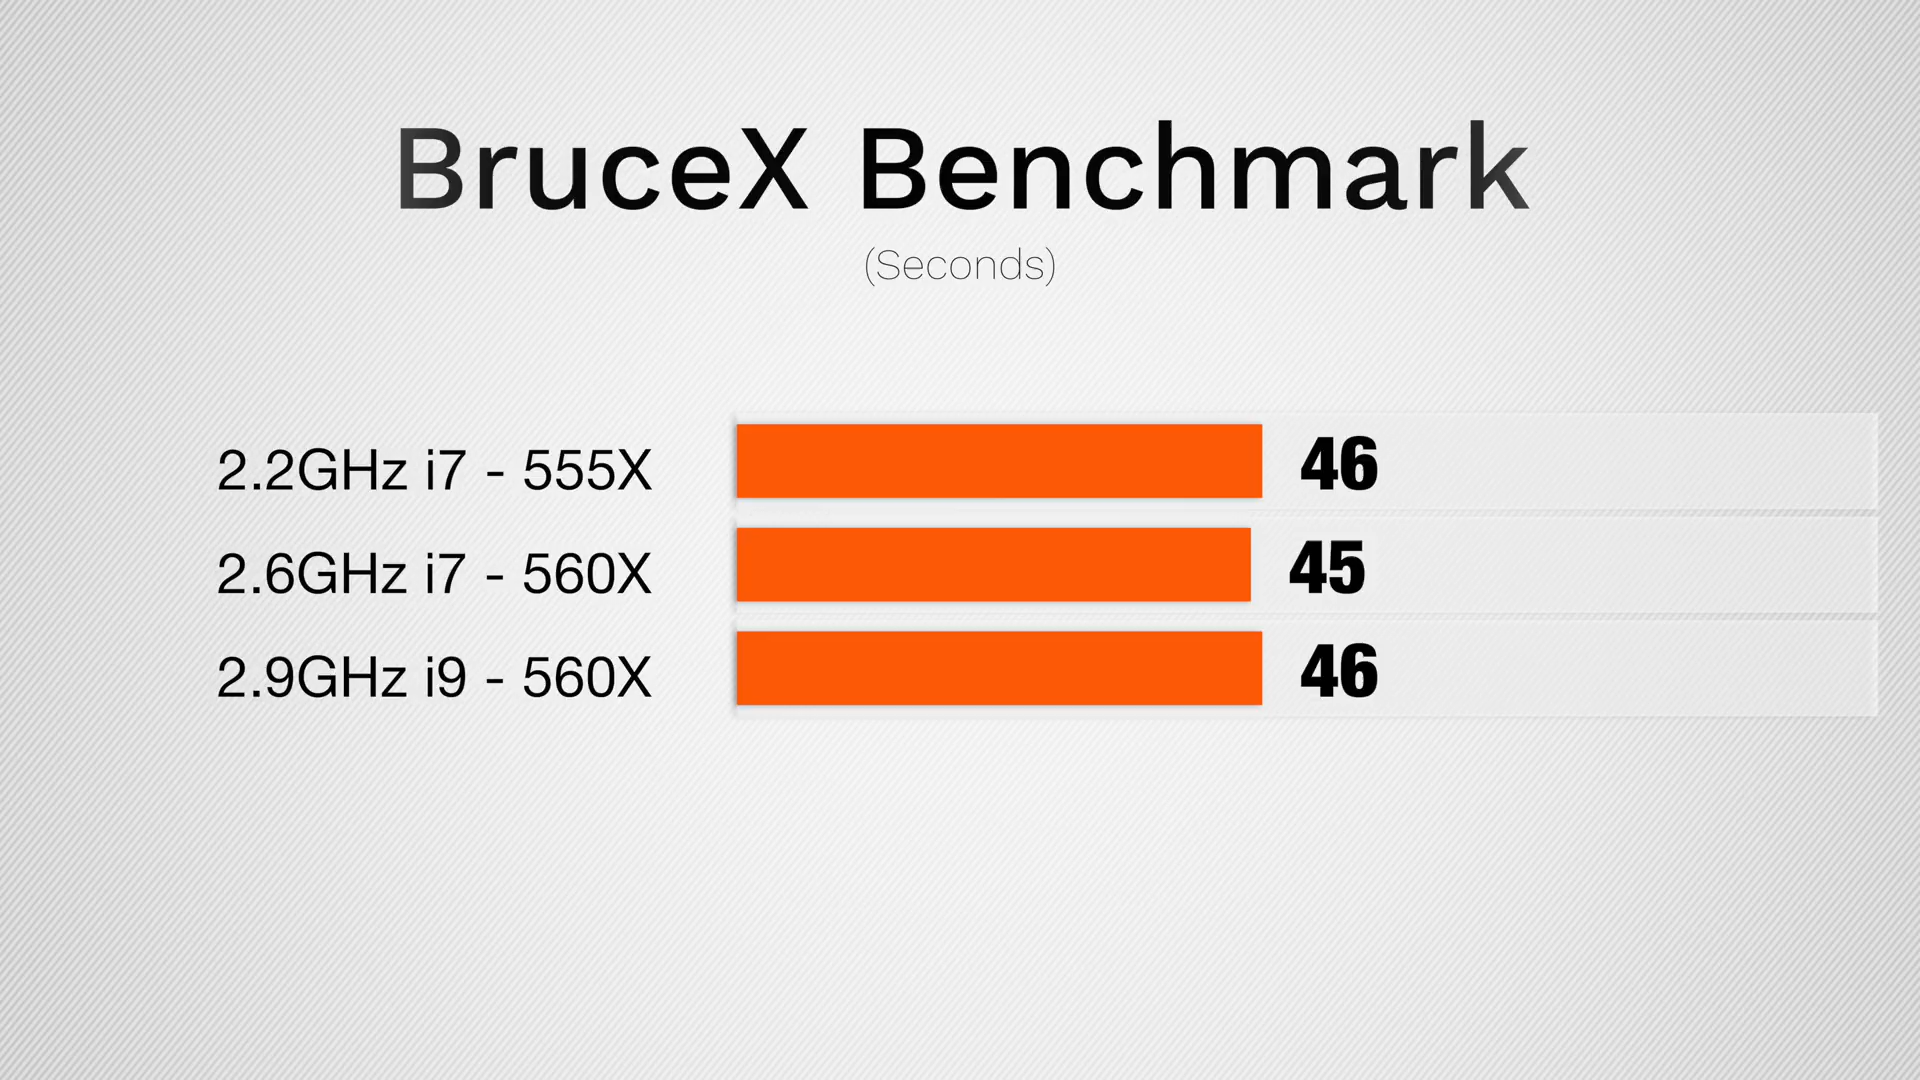 BruceX Benchmark
(Seconds)
2.2GHz i7 - 555X 46
2.6GHz i7 - 560X 45
2.9GHz i9 - 560X 46